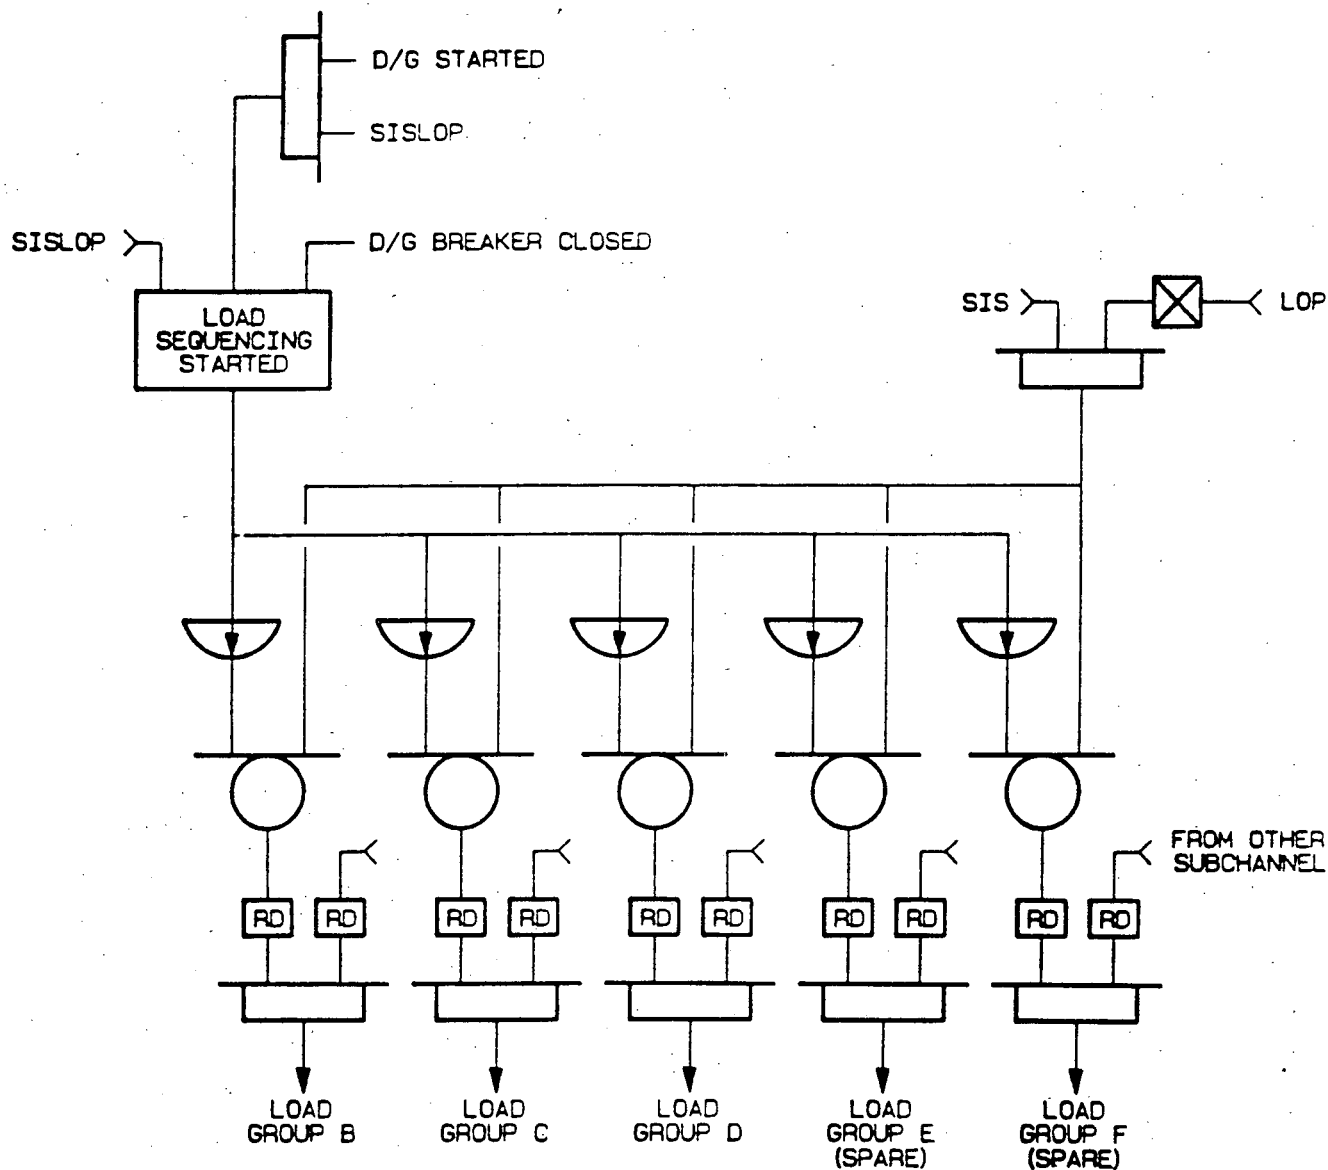 D/G STARTED
SISLOP
SISLOP
D/G BREAKER CLOSED
LOAD
SEQUENCING
STARTED
SIS
LOP
FROM OTHER
SUBCHANNEL
RD
RD
RD
RD
RD
RD
RD
RD
RD
RD
LOAD
GROUP B
LOAD
GROUP C
LOAD
GROUP D
LOAD
GROUP E
(SPARE)
LOAD
GROUP F
(SPARE)